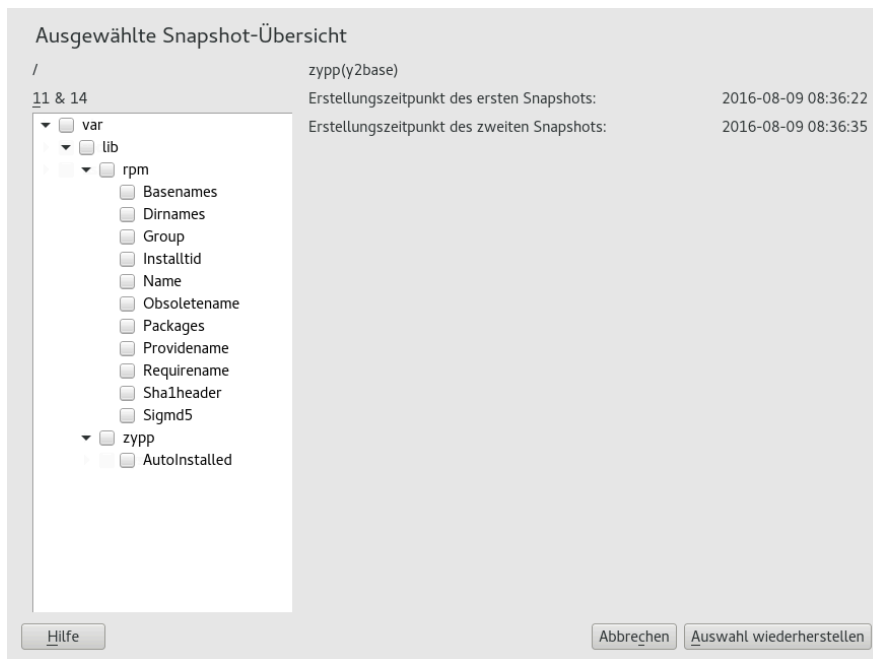 Ausgewählte Snapshot-Übersicht
/
zypp(y2base)
11 & 14
Erstellungszeitpunkt des ersten Snapshots: 2016-08-09 08:36:22
Erstellungszeitpunkt des zweiten Snapshots: 2016-08-09 08:36:35
var
lib
rpm
Basenames
Dirnames
Group
Installtid
Name
Obsoletename
Packages
Providename
Requirename
Sha1header
Sigmd5
zypp
AutoInstalled
Hilfe
Abbrechen
Auswahl wiederherstellen